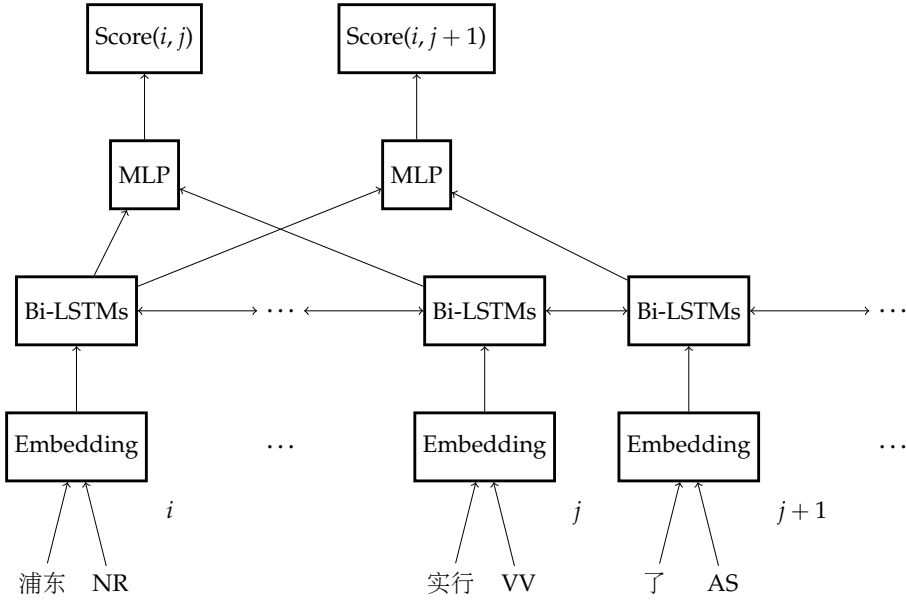 Score(i, j) Score(i, j + 1)
MLP MLP
Bi-LSTMs ··· Bi-LSTMs Bi-LSTMs ···
Embedding ··· Embedding Embedding ···
i j j + 1
浦东 NR 实行 VV 了 AS